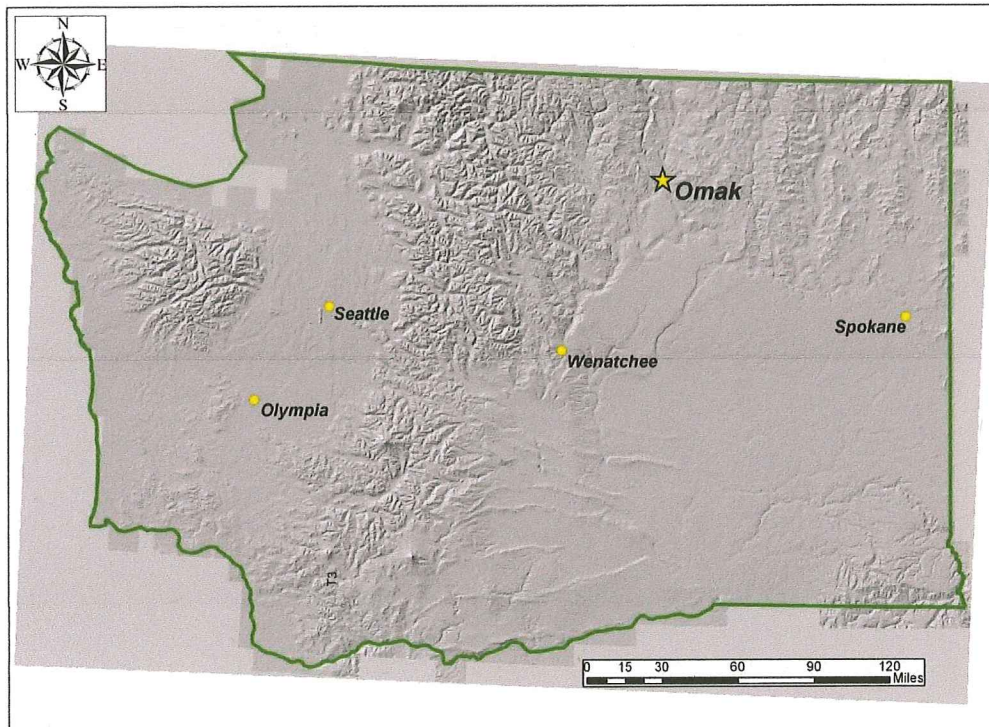 N
W E
S
Omak
Seattle
Spokane
Wenatchee
Olympia
T3
0 15 30 60 90 120
Miles